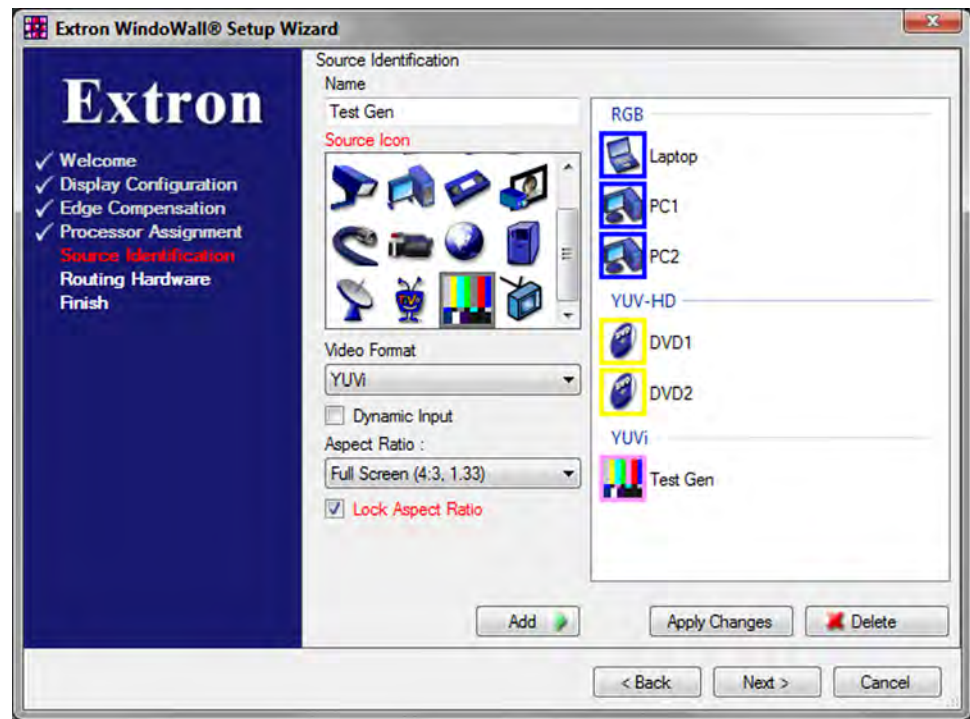 Extron WindoWall® Setup Wizard
Extron
Welcome
Display Configuration
Edge Compensation
Processor Assignment
Source Identification
Routing Hardware
Finish
Source Identification
Name
Test Gen
Source Icon
TiVo
Video Format
YUVi
Dynamic Input
Aspect Ratio :
Full Screen (4:3, 1.33)
Lock Aspect Ratio
Add
RGB
Laptop
PC1
PC2
YUV-HD
DVD
DVD1
DVD
DVD2
YUVi
Test Gen
Apply Changes
Delete
< Back
Next >
Cancel